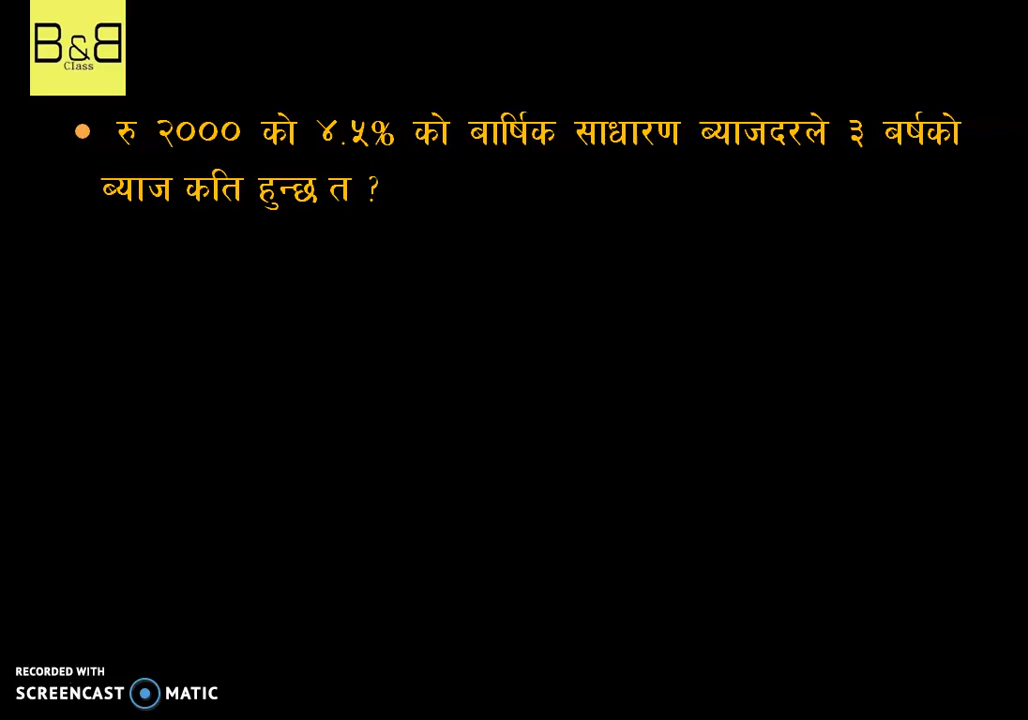 B&B
Class
• रु २००० को ४.५% को बार्षिक साधारण ब्याजदरले ३ बर्षको
ब्याज कति हुन्छ त ?
RECORDED WITH
SCREENCAST MATIC